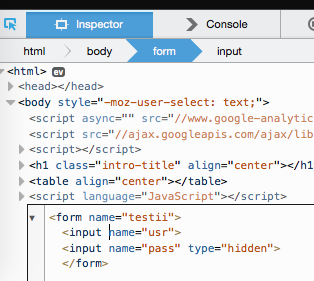 Inspector Console
html body form input
<html> ev
<head></head>
<body style="-moz-user-select: text;">
<script async="" src="//www.google-analytic
<script src="//ajax.googleapis.com/ajax/lib
<script></script>
<h1 class="intro-title" align="center"></h1
<table align="center"></table>
<script language="JavaScript"></script>
<form name="testii">
<input name="usr">
<input name="pass" type="hidden">
</form>